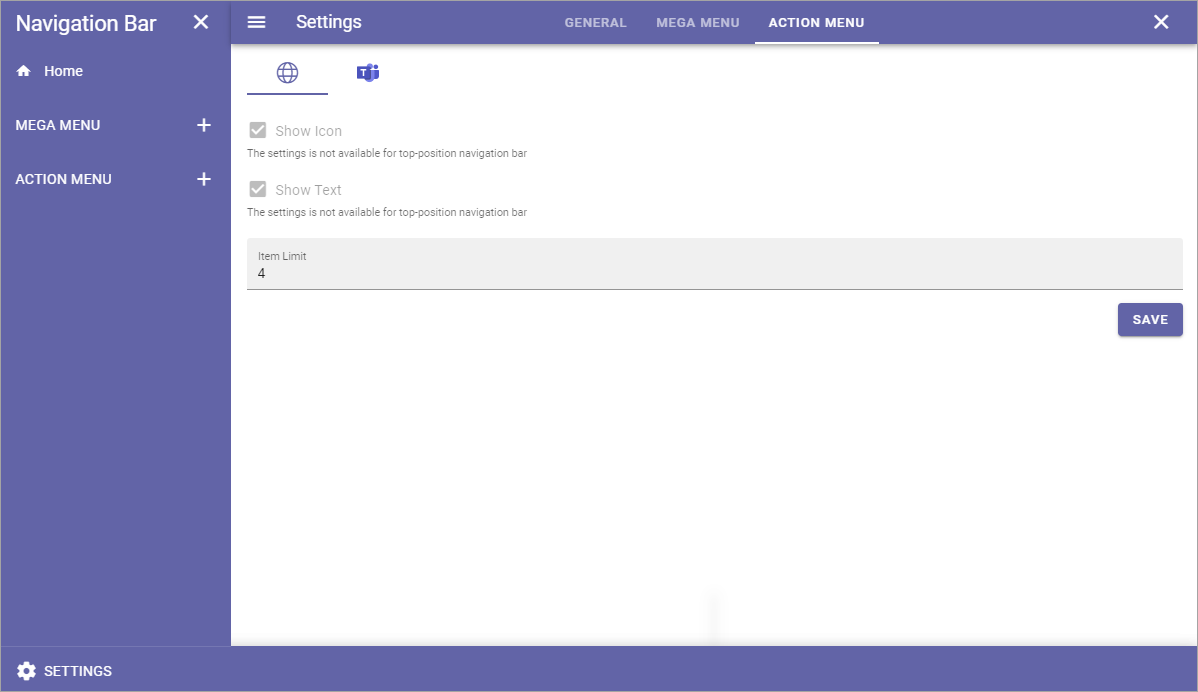 Navigation Bar
Settings
GENERAL MEGA MENU ACTION MENU
Home
MEGA MENU
ACTION MENU
T
Show Icon
The settings is not available for top-position navigation bar
Show Text
The settings is not available for top-position navigation bar
Item Limit
4
SAVE
SETTINGS